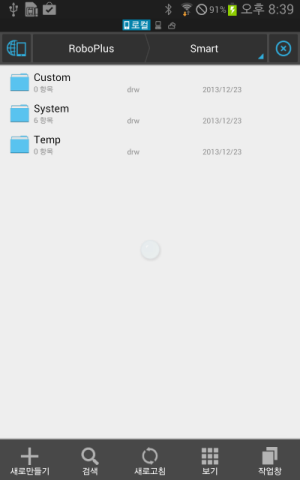 91% 오후 8:39
로컬
RoboPlus Smart
Custom
0 항목 drw 2013/12/23
System
6 항목 drw 2013/12/23
Temp
0 항목 drw 2013/12/23
새로만들기 검색 새로고침 보기 작업창